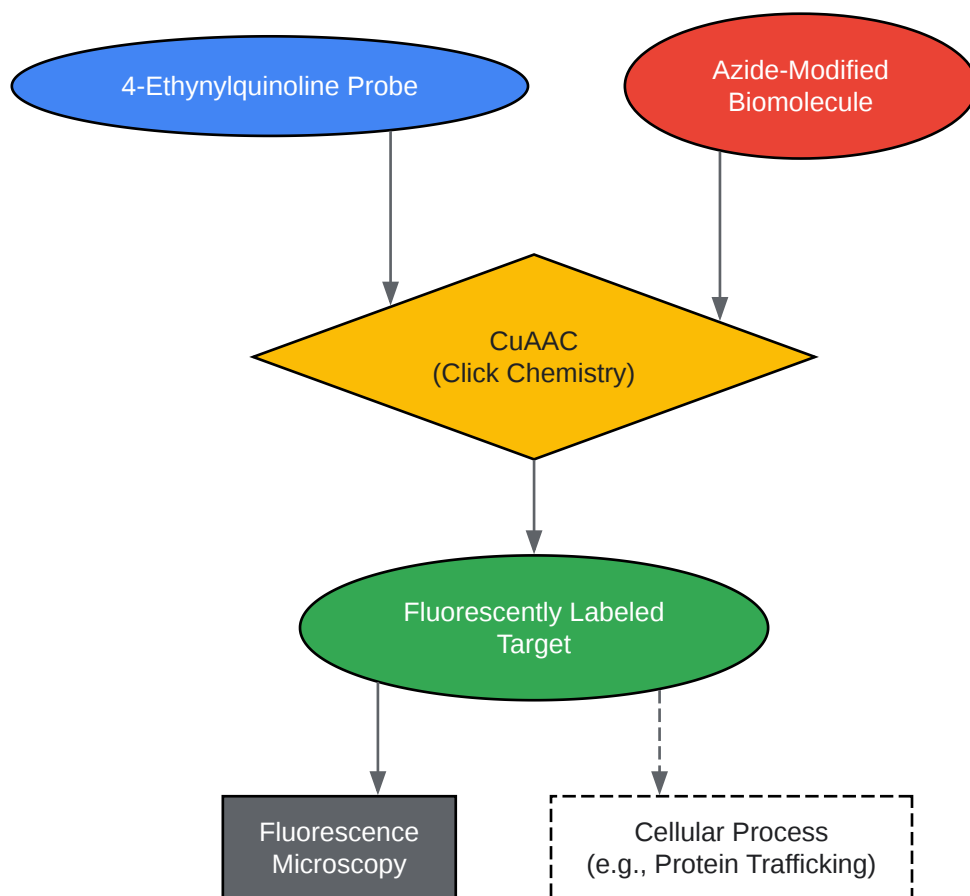 4-Ethynylquinoline Probe
Azide-Modified
Biomolecule
CuAAC
(Click Chemistry)
Fluorescently Labeled
Target
Fluorescence
Microscopy
Cellular Process
(e.g., Protein Trafficking)